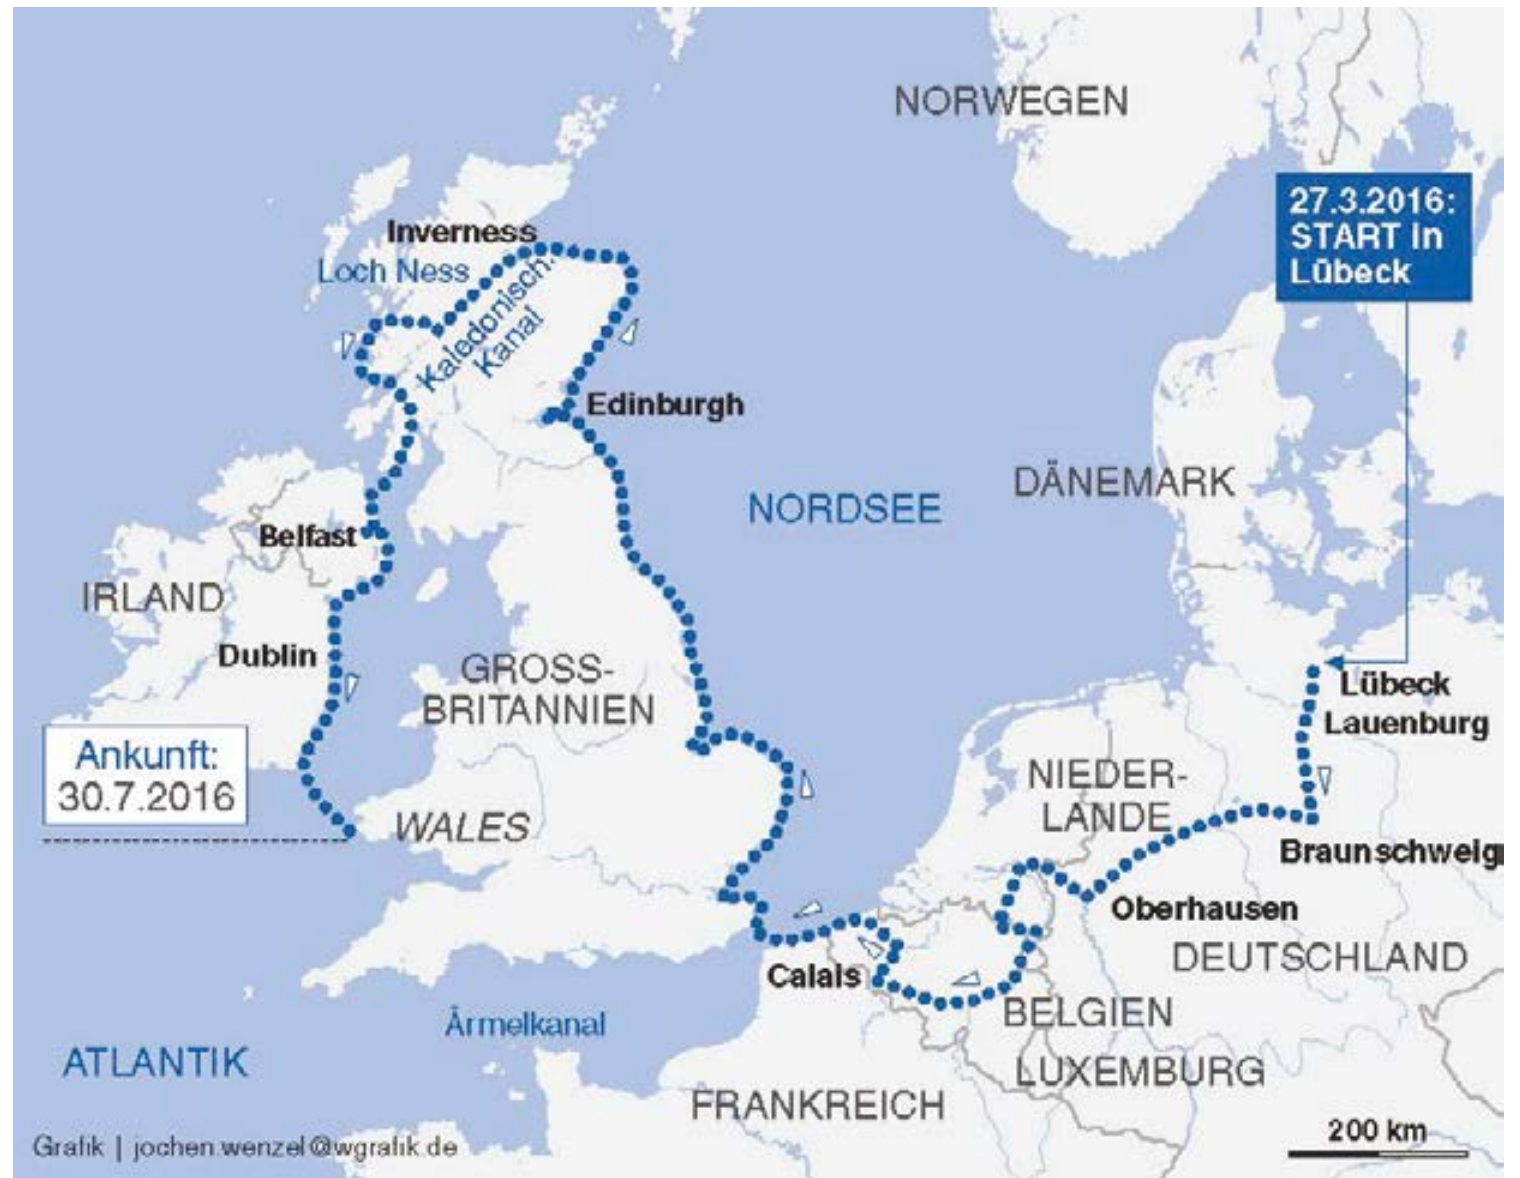 NORWEGEN
27.3.2016:
START in
Lübeck
Inverness
Loch Ness
Kaledonisch.
Kanal
Edinburgh
NORDSEE
DÄNEMARK
Belfast
IRLAND
Dublin
GROSS-
BRITANNIEN
Lübeck
Lauenburg
Ankunft:
30.7.2016
WALES
NIEDER-
LANDE
Braunschweig
Oberhausen
DEUTSCHLAND
Calais
BELGIEN
Ärmelkanal
ATLANTIK
LUXEMBURG
FRANKREICH
200 km
Grafik | jochen.wenzel@wgrafik.de